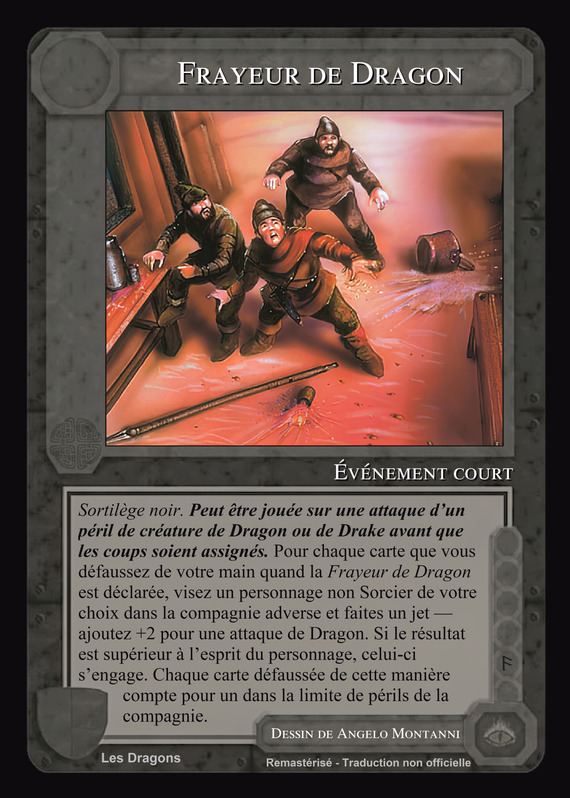 Frayeur de Dragon
Événement court
Sortilège noir. Peut être jouée sur une attaque d'un
péril de créature de Dragon ou de Drake avant que
les coups soient assignés. Pour chaque carte que vous
défaussez de votre main quand la Frayeur de Dragon
est déclarée, visez un personnage non Sorcier de votre
choix dans la compagnie adverse et faites un jet —
ajoutez +2 pour une attaque de Dragon. Si le résultat
est supérieur à l'esprit du personnage, celui-ci
s'engage. Chaque carte défaussée de cette manière
compte pour un dans la limite de périls de la
compagnie.
Dessin de Angelo Montanni
Les Dragons
Remastérisé - Traduction non officielle